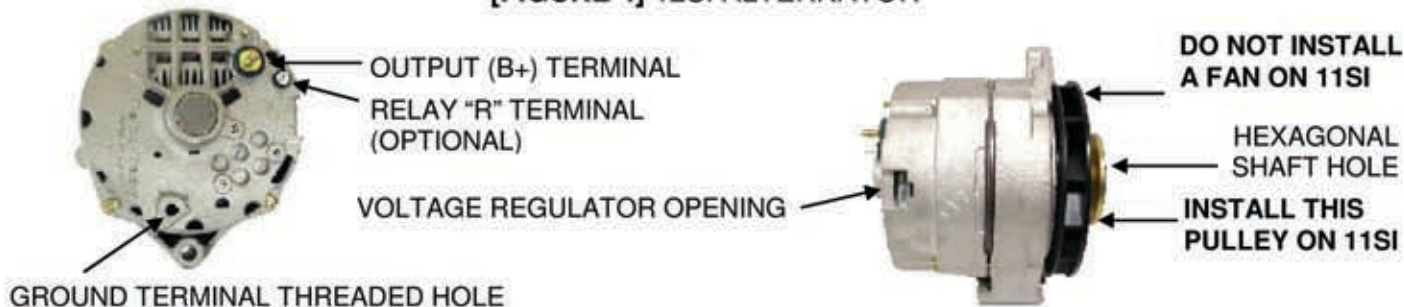 OUTPUT (B+) TERMINAL
RELAY “R” TERMINAL
(OPTIONAL)
VOLTAGE REGULATOR OPENING
GROUND TERMINAL THREADED HOLE
DO NOT INSTALL
A FAN ON 11SI
HEXAGONAL
SHAFT HOLE
INSTALL THIS
PULLEY ON 11SI